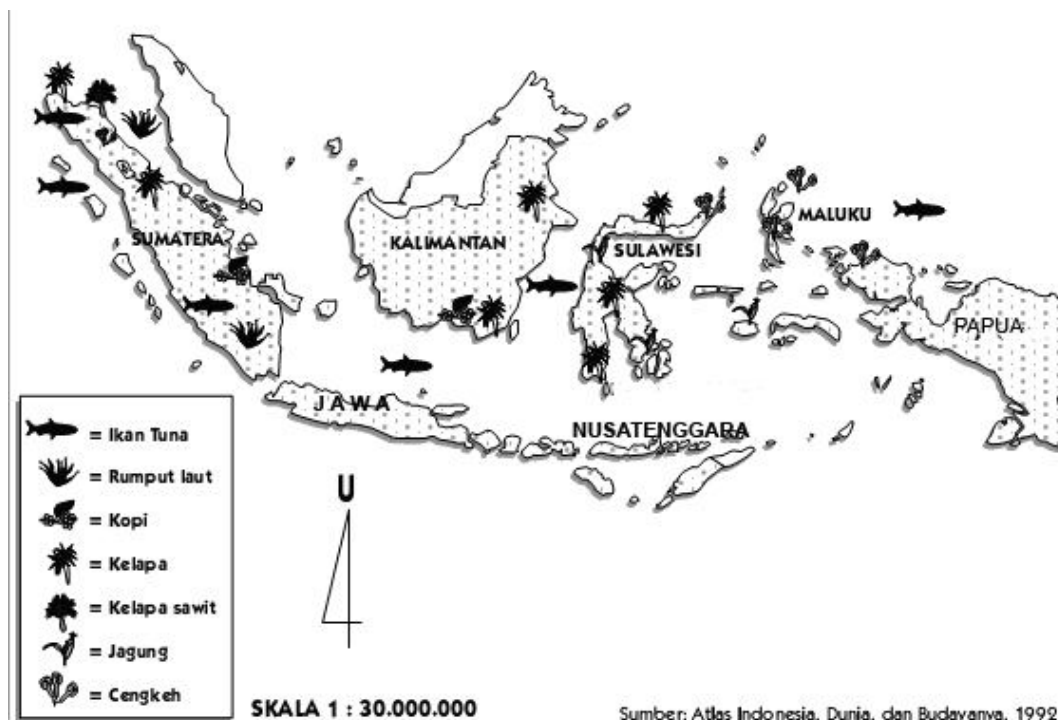 SUMATERA
KALIMANTAN
SULAWESI
MALUKU
PAPUA
JAWA
NUSATENGGARA
= Ikan Tuna
= Rumput laut
= Kopi
= Kelapa
= Kelapa sawit
= Jagung
= Cengkeh
U
SKALA 1 : 30.000.000
Sumber: Atlas Indonesia, Dunia, dan Budayanya, 1999